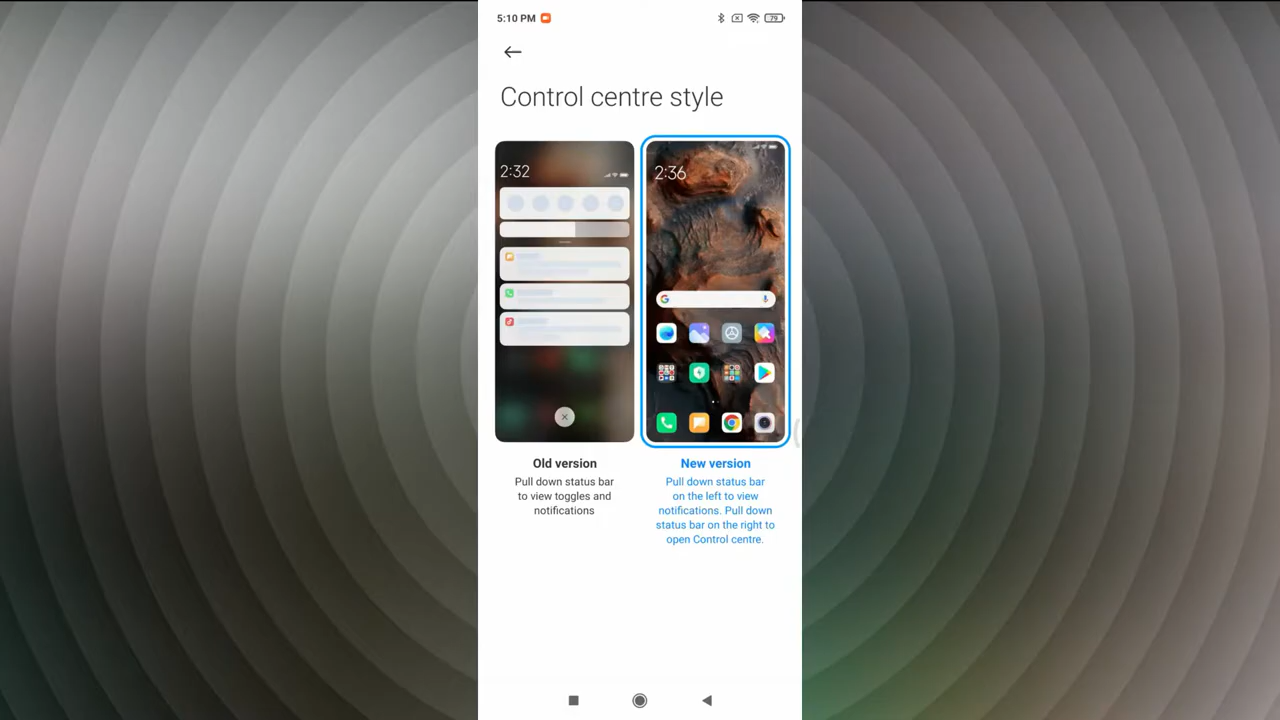 5:10 PM
79
Control centre style
2:32
2:36
Old version
Pull down status bar
to view toggles and
notifications
New version
Pull down status bar
on the left to view
notifications. Pull down
status bar on the right to
open Control centre.